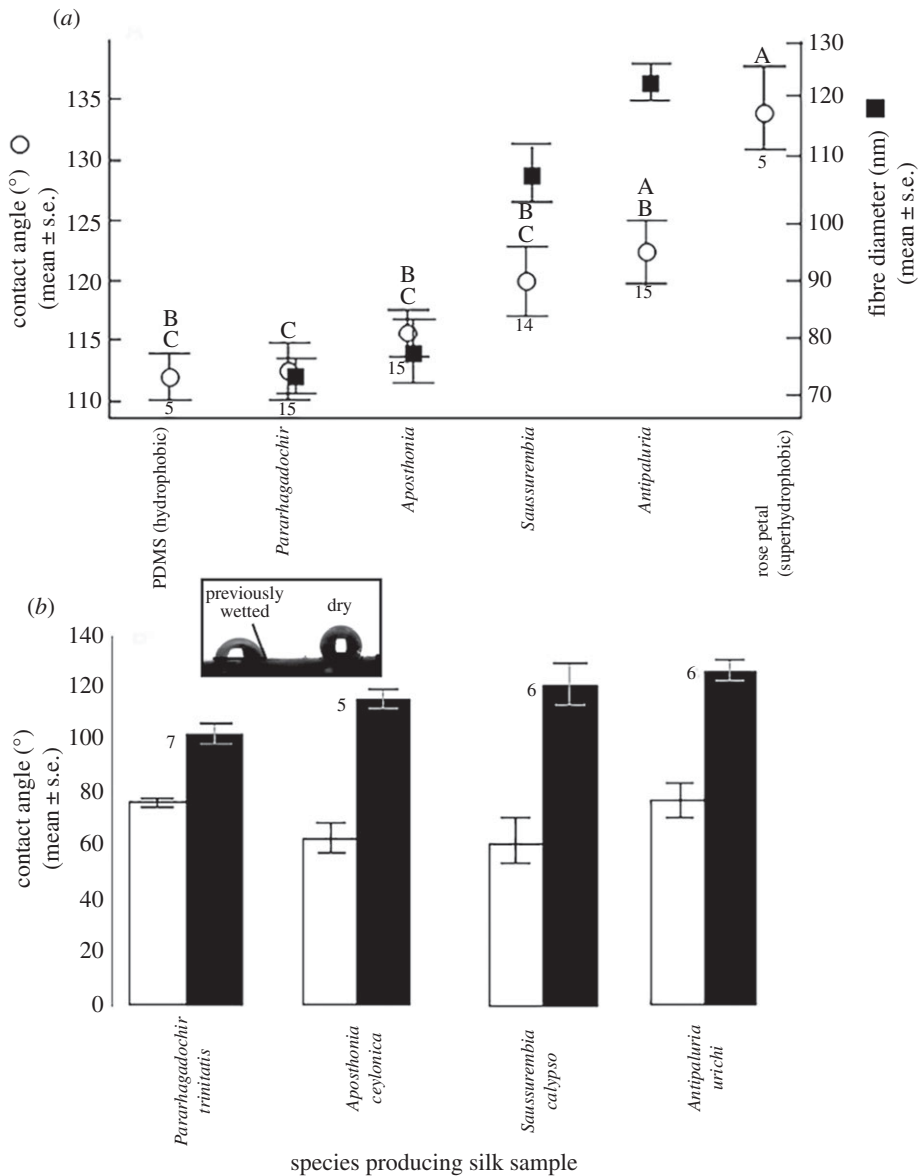 (a)
contact angle (°)
(mean ± s.e.)
135
130
125
120
115
110
130
120
110
100
90
80
70
fibre diameter (nm)
(mean ± s.e.)
B
C
5
C
15
B
C
15
B
C
14
A
B
15
A
5
PDMS (hydrophobic)
Pararhagadochir
Aposthonia
Saussurembia
Antipaluria
rose petal
(superhydrophobic)
(b)
previously
wetted
dry
contact angle (°)
(mean ± s.e.)
140
120
100
80
60
40
20
0
7
5
6
6
Pararhagadochir
trinitatis
Aposthonia
ceylonica
Saussurembia
calypso
Antipaluria
urichi
species producing silk sample